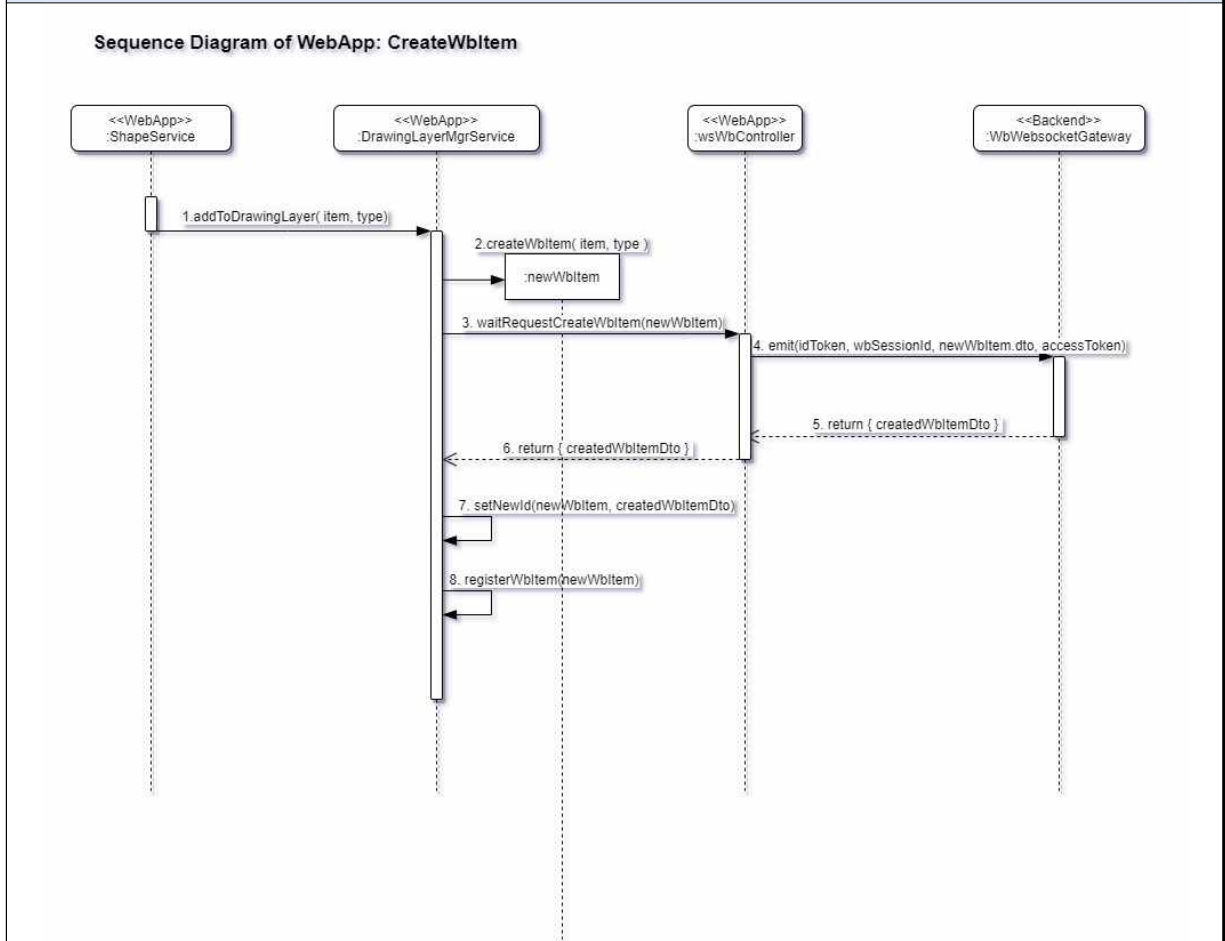 Sequence Diagram of WebApp: CreateWbItem
<<WebApp>>
:ShapeService
<<WebApp>>
:DrawingLayerMgrService
<<WebApp>>
:wsWbController
<<Backend>>
:WbWebsocketGateway
1.addToDrawingLayer( item, type)
2.createWbItem( item, type )
:newWbItem
3. waitRequestCreateWbItem(newWbItem)
4. emit(idToken, wbSessionId, newWbItem.dto, accessToken)
5. return { createdWbItemDto }
6. return { createdWbItemDto }
7. setNewId(newWbItem, createdWbItemDto)
8. registerWbItem(newWbItem)